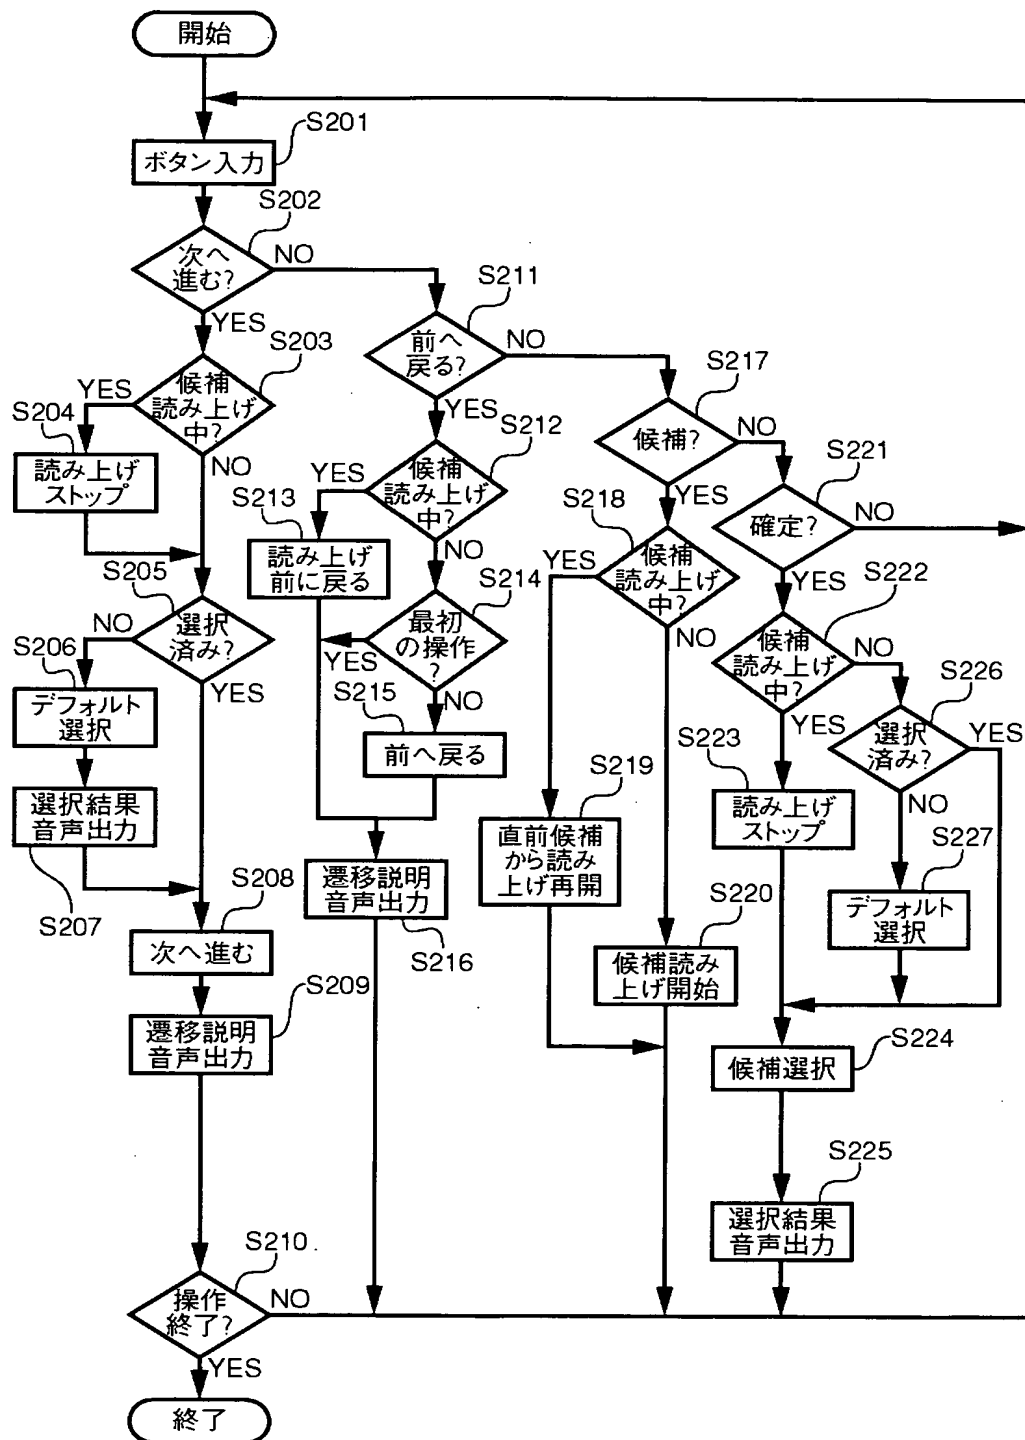 開始
S201
ボタン入力
S202
次へ
進む?
NO
YES
S203
候補
読み上げ
中?
YES
NO
S204
読み上げ
ストップ
S205
選択
済み?
NO
YES
S206
デフォルト
選択
選択結果
音声出力
S207
S208
次へ進む
S209
遷移説明
音声出力
S210
操作
終了?
NO
YES
終了
S211
前へ
戻る?
NO
YES
S212
候補
読み上げ
中?
YES
NO
S213
読み上げ
前に戻る
S214
最初
の操作
?
YES
NO
S215
前へ戻る
遷移説明
音声出力
S216
S217
候補?
NO
YES
S218
候補
読み上げ
中?
YES
NO
S219
直前候補
から読み
上げ再開
S220
候補読み
上げ開始
S221
確定?
NO
YES
S222
候補
読み上げ
中?
NO
YES
S223
読み上げ
ストップ
S226
選択
済み?
YES
NO
S227
デフォルト
選択
S224
候補選択
S225
選択結果
音声出力